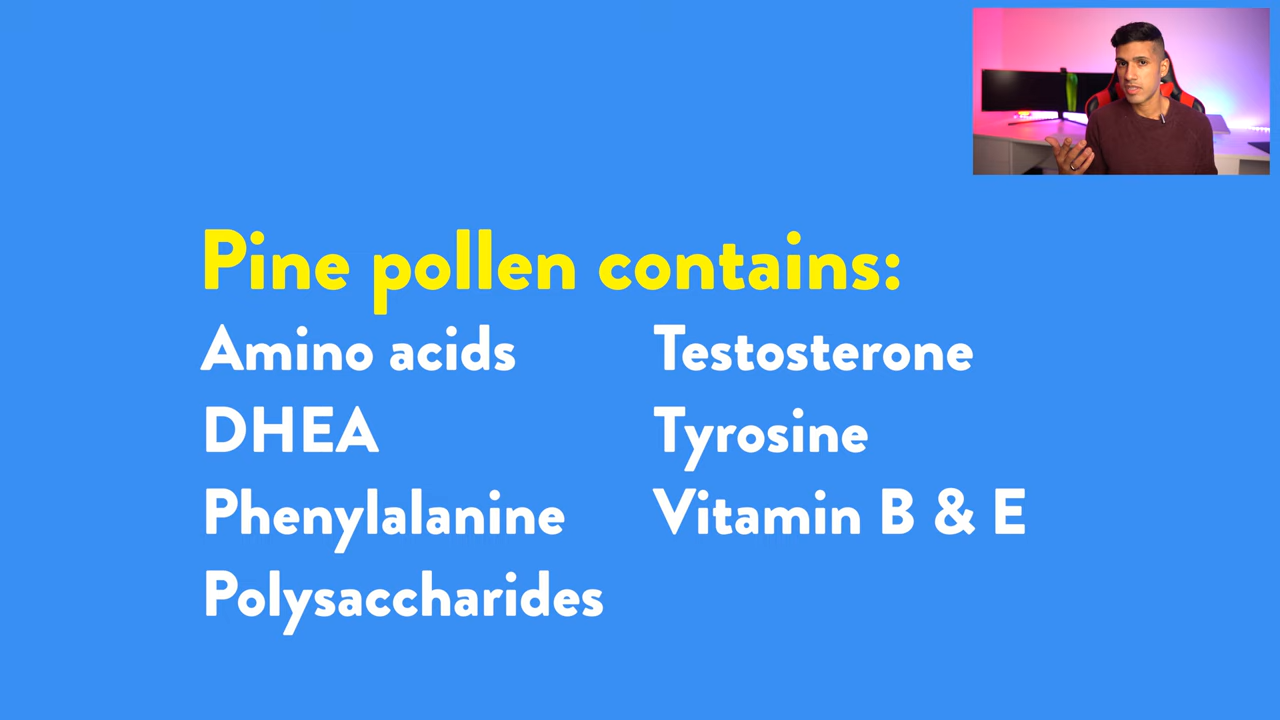 Pine pollen contains:
Amino acids
DHEA
Phenylalanine
Polysaccharides
Testosterone
Tyrosine
Vitamin B & E